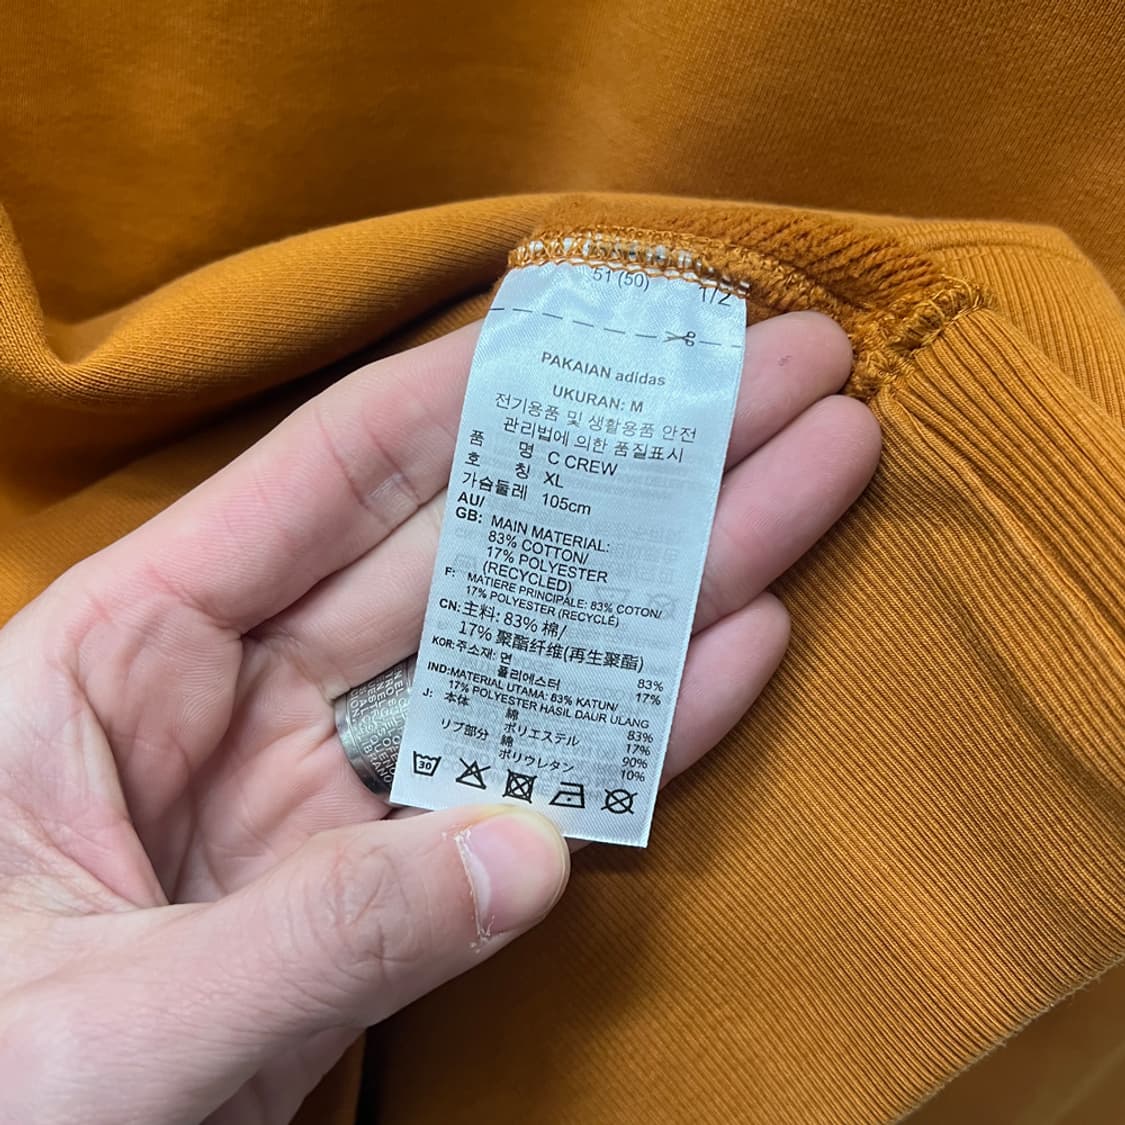 51 (50)
1/2
PAKAIAN adidas
UKURAN: M
전기용품 및 생활용품 안전
관리법에 의한 품질표시
품 명 C CREW
호 칭 XL
가슴둘레 105cm
AU/
GB: MAIN MATERIAL:
83% COTTON/
17% POLYESTER
(RECYCLED)
F: MATIERE PRINCIPALE: 83% COTON/
17% POLYESTER (RECYCLÉ)
CN: 主料: 83% 棉/
17% 聚酯纤维(再生聚酯)
KOR: 주소재: 면 83%
폴리에스터 17%
IND: MATERIAL UTAMA: 83% KATUN/
17% POLYESTER HASIL DAUR ULANG
J: 本体 綿 83%
ポリエステル 17%
リブ部分 綿 90%
ポリウレタン 10%
30